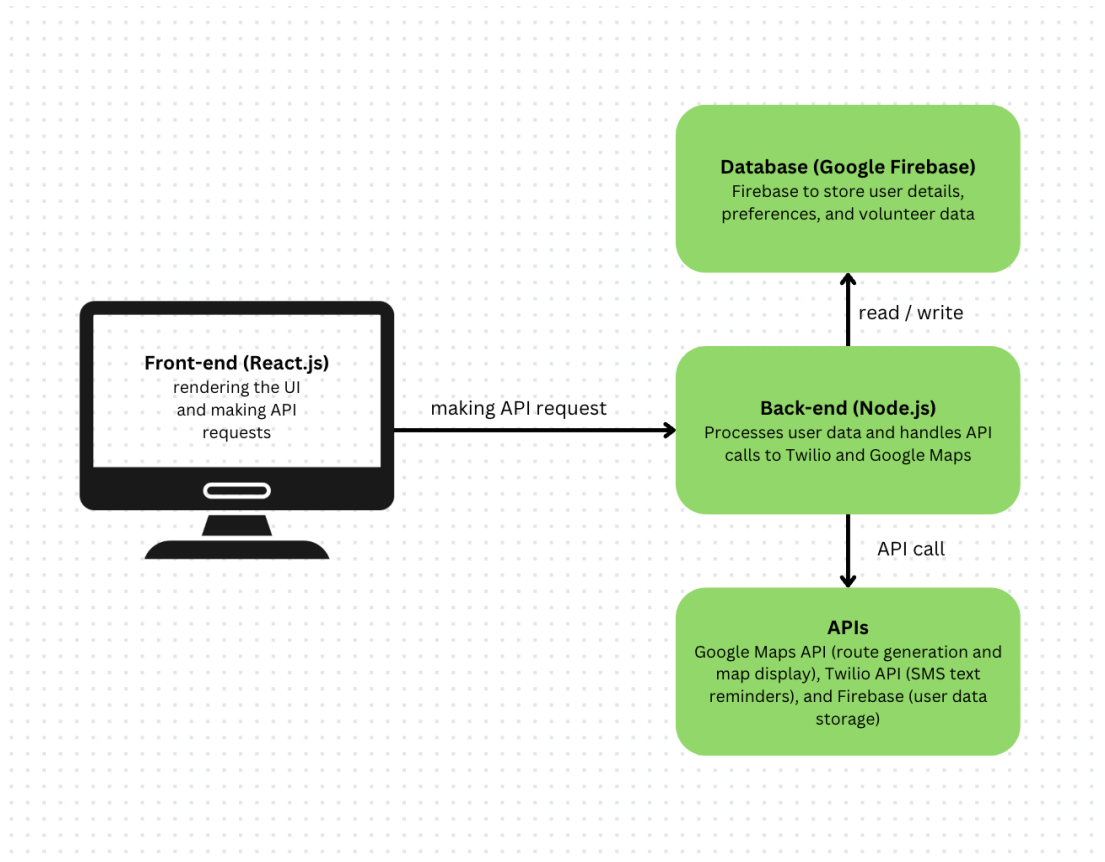 Database (Google Firebase)
Firebase to store user details,
preferences, and volunteer data
read / write
Front-end (React.js)
rendering the UI
and making API
requests
making API request
Back-end (Node.js)
Processes user data and handles API
calls to Twilio and Google Maps
API call
APIs
Google Maps API (route generation and
map display), Twilio API (SMS text
reminders), and Firebase (user data
storage)